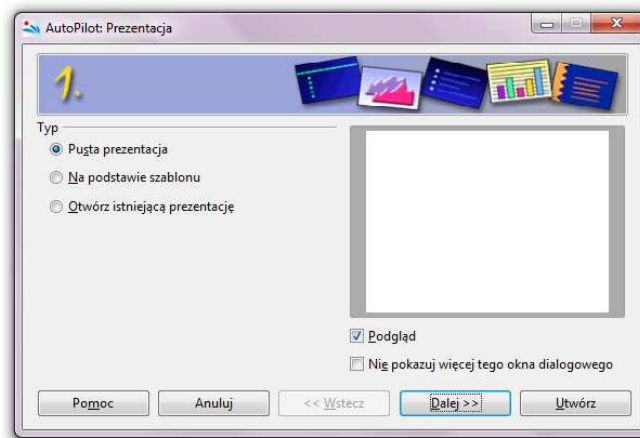 AutoPilot: Prezentacja
1.
Typ
Pusta prezentacja
Na podstawie szablonu
Otwórz istniejącą prezentację
Podgląd
Nie pokazuj więcej tego okna dialogowego
Pomoc
Anuluj
<< Wstecz
Dalej >>
Utwórz